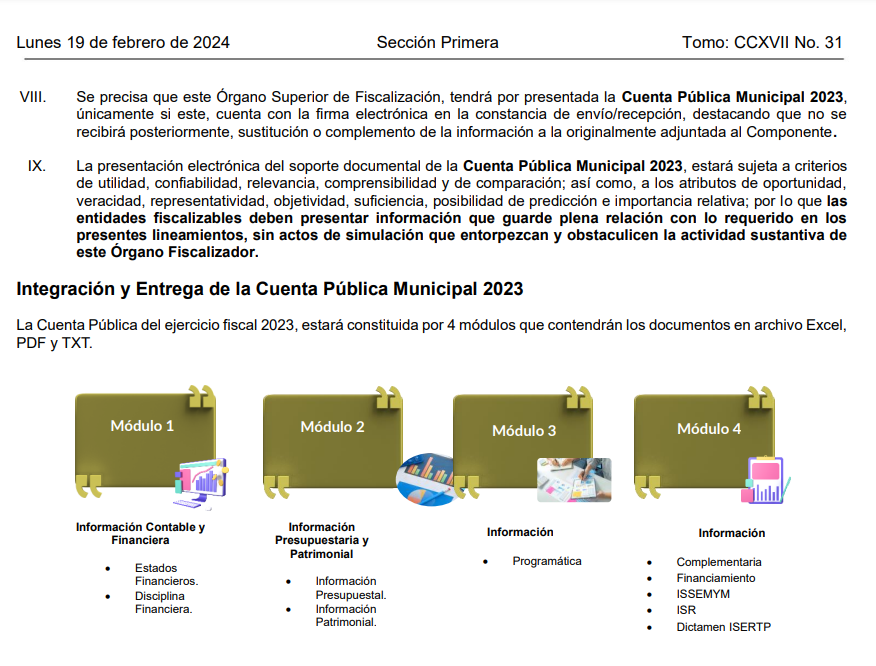 Lunes 19 de febrero de 2024 Sección Primera Tomo: CCXVII No. 31
VIII. Se precisa que este Órgano Superior de Fiscalización, tendrá por presentada la Cuenta Pública Municipal 2023,
únicamente si este, cuenta con la firma electrónica en la constancia de envío/recepción, destacando que no se
recibirá posteriormente, sustitución o complemento de la información a la originalmente adjuntada al Componente.
IX. La presentación electrónica del soporte documental de la Cuenta Pública Municipal 2023, estará sujeta a criterios
de utilidad, confiabilidad, relevancia, comprensibilidad y de comparación; así como, a los atributos de oportunidad,
veracidad, representatividad, objetividad, suficiencia, posibilidad de predicción e importancia relativa; por lo que las
entidades fiscalizables deben presentar información que guarde plena relación con lo requerido en los
presentes lineamientos, sin actos de simulación que entorpezcan y obstaculicen la actividad sustantiva de
este Órgano Fiscalizador.
Integración y Entrega de la Cuenta Pública Municipal 2023
La Cuenta Pública del ejercicio fiscal 2023, estará constituida por 4 módulos que contendrán los documentos en archivo Excel,
PDF y TXT.
Módulo 1
Información Contable y
Financiera
• Estados
Financieros.
• Disciplina
Financiera.
Módulo 2
Información
Presupuestaria y
Patrimonial
• Información
Presupuestal.
• Información
Patrimonial.
Módulo 3
Información
• Programática
Módulo 4
Información
• Complementaria
• Financiamiento
• ISSEMYM
• ISR
• Dictamen ISERTP